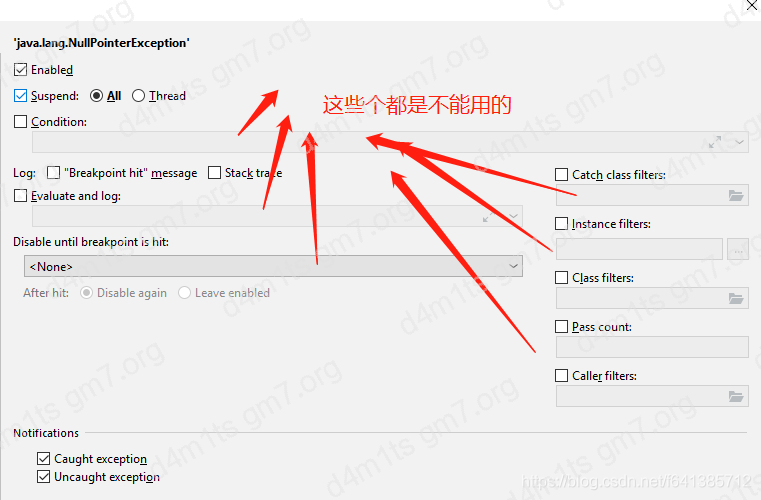 'java.lang.NullPointerException'
Enabled
Suspend: All Thread
这些个都是不能用的
Condition:
Log: "Breakpoint hit" message Stack trace
Catch class filters:
Evaluate and log:
Instance filters:
Disable until breakpoint is hit:
<None>
Class filters:
After hit: Disable again Leave enabled
Pass count:
Caller filters:
Notifications
Caught exception
Uncaught exception
d4m1ts gm7.org
https://blog.csdn.net/i641385712